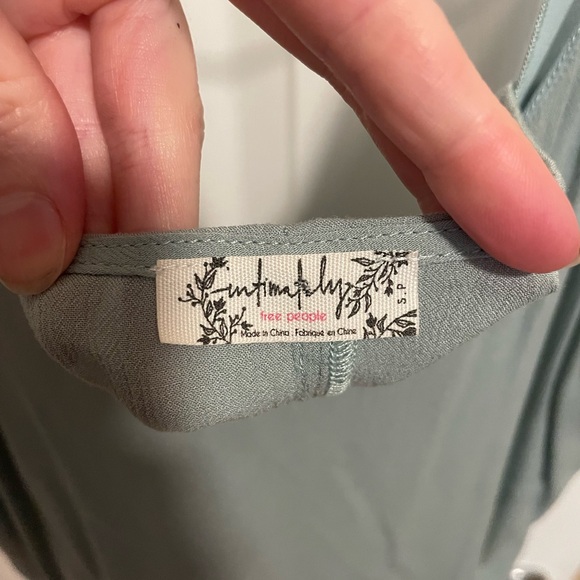 intimately
free people
Made in China . Fabriqué en Chine
S P